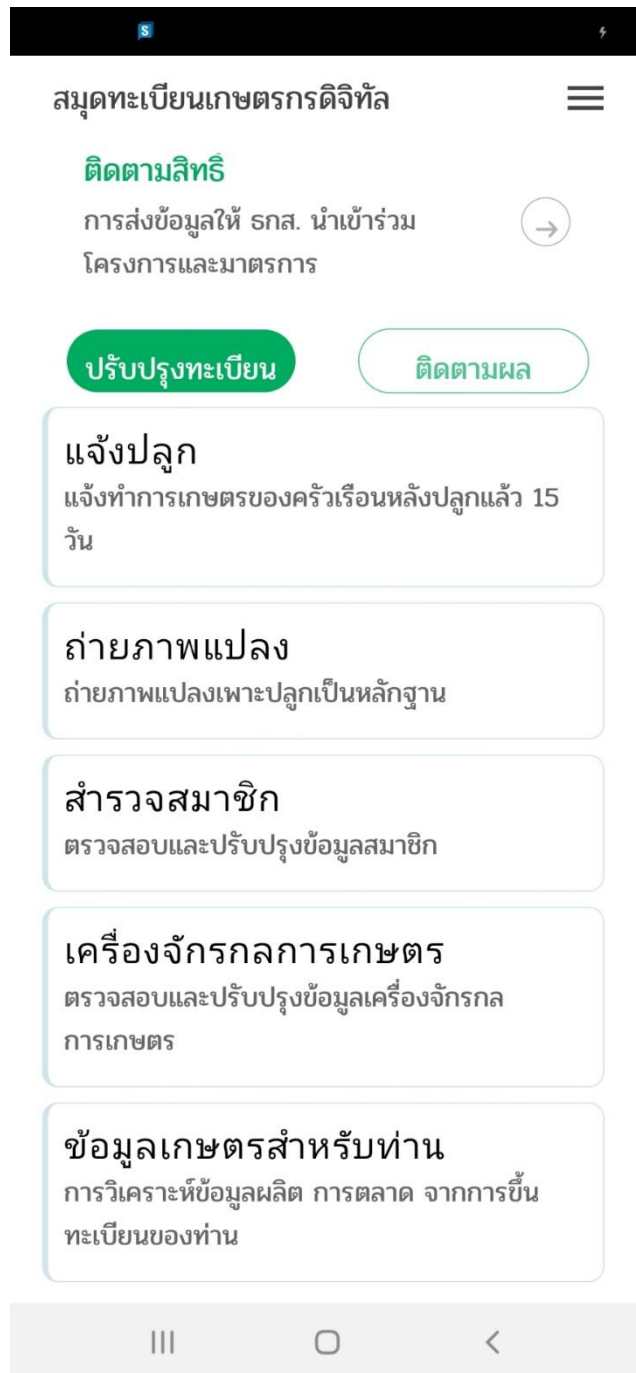 S
สมุดทะเบียนเกษตรกรดิจิทัล
ติดตามสิทธิ์
การส่งข้อมูลให้ ธกส. นำเข้าร่วม
โครงการและมาตรการ
ปรับปรุงทะเบียน
ติดตามผล
แจ้งปลูก
แจ้งทำการเกษตรของครัวเรือนหลังปลูกแล้ว 15
วัน
ถ่ายภาพแปลง
ถ่ายภาพแปลงเพาะปลูกเป็นหลักฐาน
สำรวจสมาชิก
ตรวจสอบและปรับปรุงข้อมูลสมาชิก
เครื่องจักรกลการเกษตร
ตรวจสอบและปรับปรุงข้อมูลเครื่องจักรกล
การเกษตร
ข้อมูลเกษตรสำหรับท่าน
การวิเคราะห์ข้อมูลผลิต การตลาด จากการขึ้น
ทะเบียนของท่าน